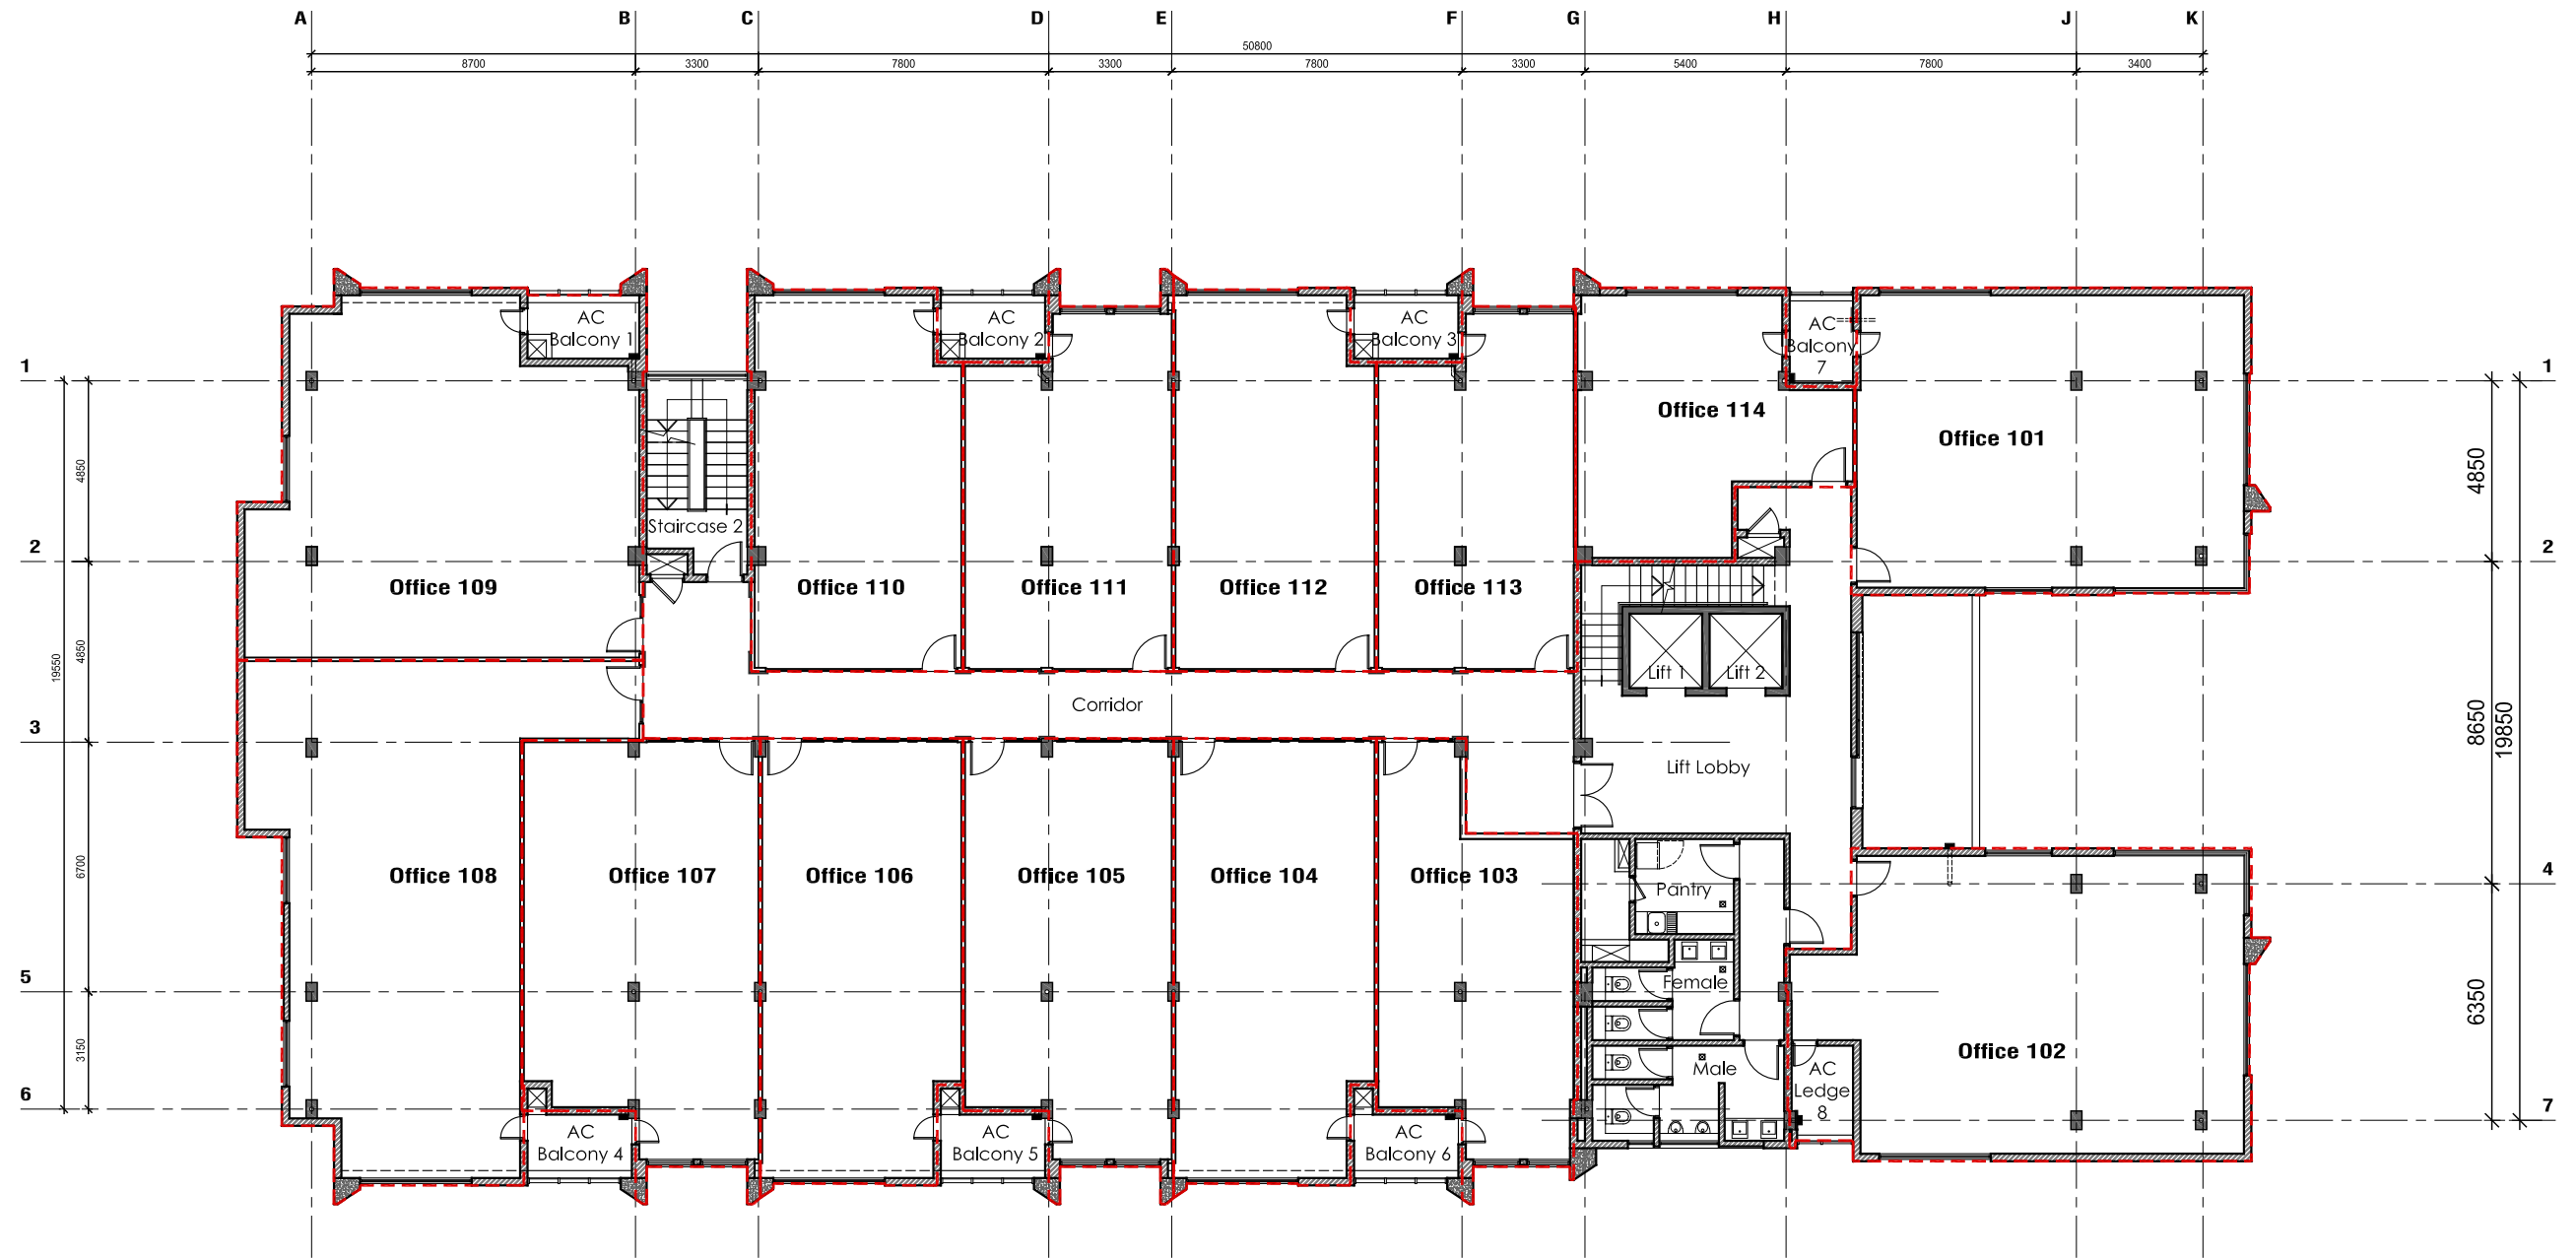 A B C D E F G H J K
50800
8700 3300 7800 3300 7800 3300 5400 7800 3400
AC
Balcony 1
AC
Balcony 2
AC
Balcony 3
AC
Balcony
7
1 1
Office 114
Office 101
4850 4850
Staircase 2
2 2
Office 109 Office 110 Office 111 Office 112 Office 113
4850
19550
Lift 1 Lift 2
Corridor
3 8650
19850
Lift Lobby
6700
Office 108 Office 107 Office 106 Office 105 Office 104 Office 103
4
Pantry
5
Female
6350
3150
Office 102
Male
AC
Ledge
8
6 7
AC
Balcony 4
AC
Balcony 5
AC
Balcony 6